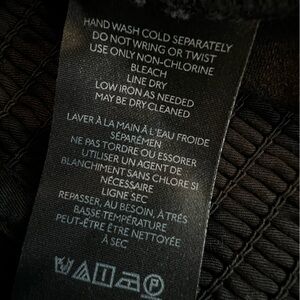 HAND WASH COLD SEPARATELY
DO NOT WRING OR TWIST
USE ONLY NON-CHLORINE
BLEACH
LINE DRY
LOW IRON AS NEEDED
MAY BE DRY CLEANED
LAVER À LA MAIN À L'EAU FROIDE
SÉPARÉMEN
NE PAS TORDRE OU ESSORER
UTILISER UN AGENT DE
BLANCHIMENT SANS CHLORE SI
NÉCESSAIRE
LIGNE SEC
REPASSER, AU BESOIN, À TRÈS
BASSE TEMPÉRATURE
PEUT-ÊTRE ÊTRE NETTOYÉE
À SEC